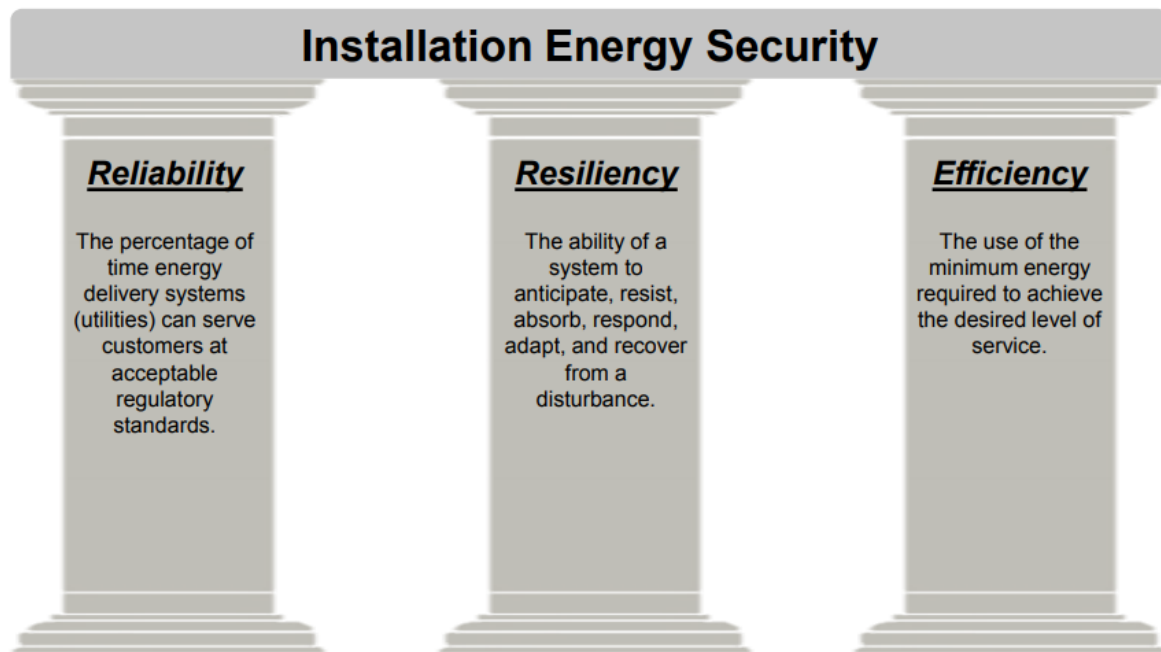 Installation Energy Security
Reliability
The percentage of
time energy
delivery systems
(utilities) can serve
customers at
acceptable
regulatory
standards.
Resiliency
The ability of a
system to
anticipate, resist,
absorb, respond,
adapt, and recover
from a
disturbance.
Efficiency
The use of the
minimum energy
required to achieve
the desired level of
service.